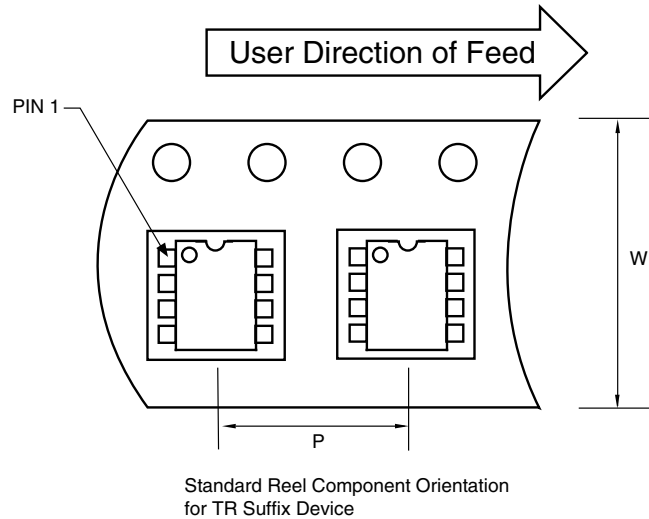 User Direction of Feed
PIN 1
W
P
Standard Reel Component Orientation
for TR Suffix Device